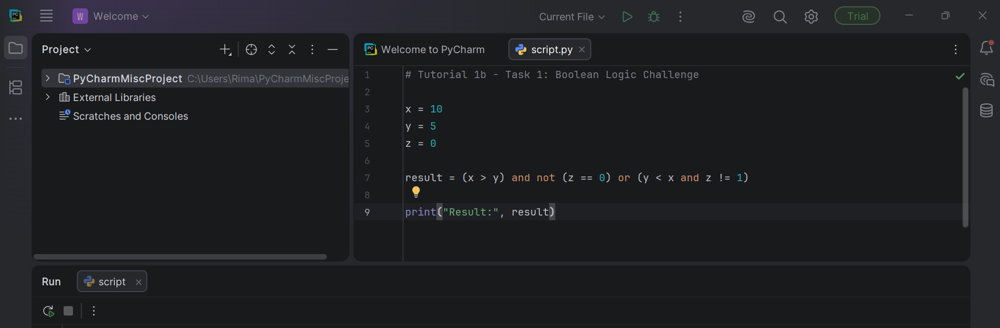 W Welcome
Current File
Trial
Project
PyCharmMiscProject C:\Users\Rima\PyCharmMiscProje
External Libraries
Scratches and Consoles
Welcome to PyCharm
script.py
1 # Tutorial 1b - Task 1: Boolean Logic Challenge
2
3 x = 10
4 y = 5
5 z = 0
6
7 result = (x > y) and not (z == 0) or (y < x and z != 1)
8
9 print("Result:", result)
Run
script